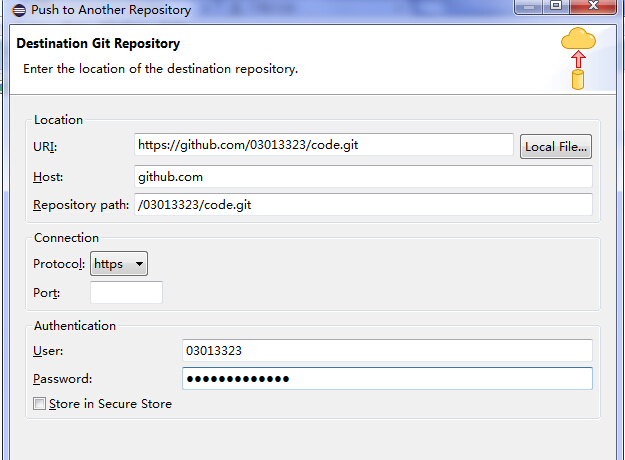 Push to Another Repository
Destination Git Repository
Enter the location of the destination repository.
Location
URI: https://github.com/03013323/code.git Local File...
Host: github.com
Repository path: /03013323/code.git
Connection
Protocol: https
Port:
Authentication
User: 03013323
Password: ●●●●●●●●●●●●●
Store in Secure Store